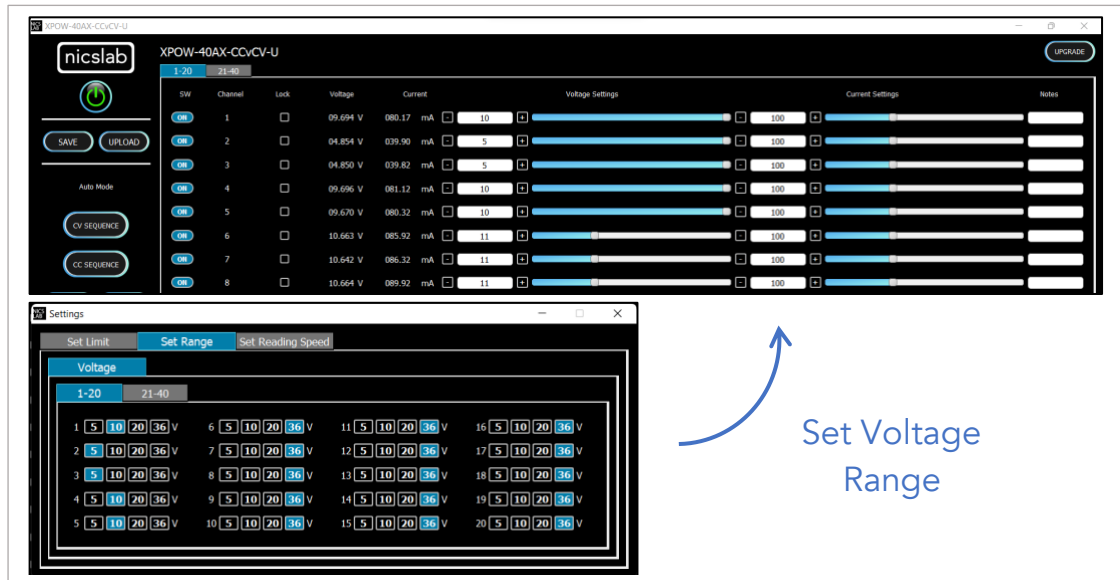 NICS LAB XPOW-40AX-CCvCV-U
nicslab
XPOW-40AX-CCvCV-U
UPGRADE
1-20 21-40
SW Channel Lock Voltage Current Voltage Settings Current Settings Notes
ON 1 09.694 V 080.17 mA - 10 + - 100 +
SAVE UPLOAD
ON 2 04.854 V 039.90 mA - 5 + - 100 +
ON 3 04.850 V 039.82 mA - 5 + - 100 +
Auto Mode
ON 4 09.696 V 081.12 mA - 10 + - 100 +
ON 5 09.670 V 080.32 mA - 10 + - 100 +
CV SEQUENCE
ON 6 10.663 V 085.92 mA - 11 + - 100 +
ON 7 10.642 V 086.32 mA - 11 + - 100 +
CC SEQUENCE
ON 8 10.664 V 089.92 mA - 11 + - 100 +
NICS LAB Settings
Set Limit Set Range Set Reading Speed
Voltage
1-20 21-40
1 5 10 20 36 V 6 5 10 20 36 V 11 5 10 20 36 V 16 5 10 20 36 V
2 5 10 20 36 V 7 5 10 20 36 V 12 5 10 20 36 V 17 5 10 20 36 V
3 5 10 20 36 V 8 5 10 20 36 V 13 5 10 20 36 V 18 5 10 20 36 V
4 5 10 20 36 V 9 5 10 20 36 V 14 5 10 20 36 V 19 5 10 20 36 V
5 5 10 20 36 V 10 5 10 20 36 V 15 5 10 20 36 V 20 5 10 20 36 V
Set Voltage
Range